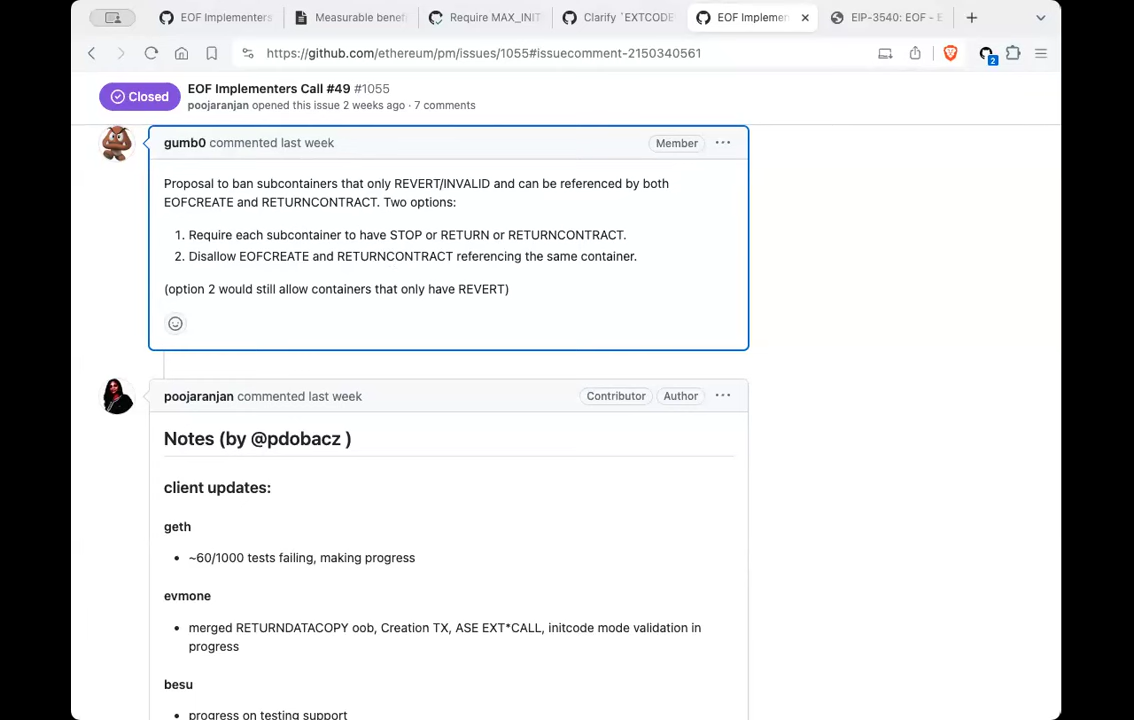 EOF Implementers
Measurable benef
Require MAX_INIT
Clarify `EXTCODE
EOF Implemen
EIP-3540: EOF - E
https://github.com/ethereum/pm/issues/1055#issuecomment-2150340561
2
Closed
EOF Implementers Call #49 #1055
poojaranjan opened this issue 2 weeks ago · 7 comments
gumb0 commented last week
Member
Proposal to ban subcontainers that only REVERT/INVALID and can be referenced by both
EOFCREATE and RETURNCONTRACT. Two options:
1. Require each subcontainer to have STOP or RETURN or RETURNCONTRACT.
2. Disallow EOFCREATE and RETURNCONTRACT referencing the same container.
(option 2 would still allow containers that only have REVERT)
poojaranjan commented last week
Contributor
Author
Notes (by @pdobacz )
client updates:
geth
• ~60/1000 tests failing, making progress
evmone
• merged RETURNDATACOPY oob, Creation TX, ASE EXT*CALL, initcode mode validation in
progress
besu
• progress on testing support